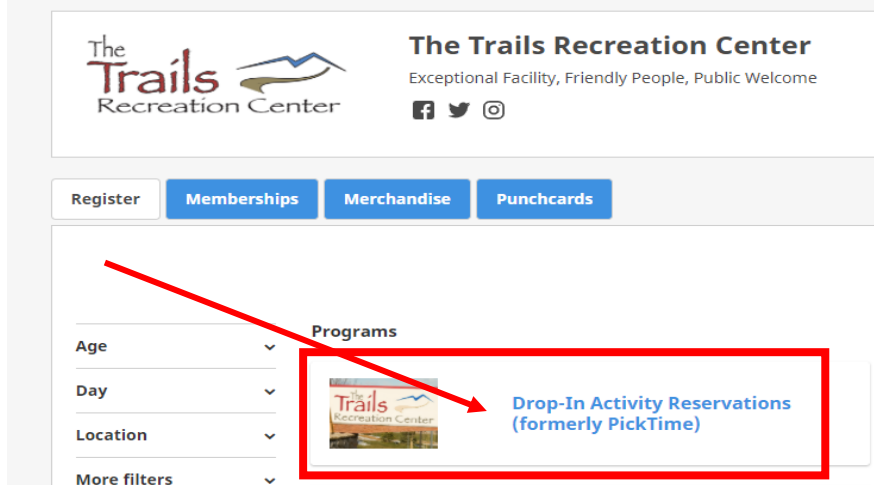 The
Trails
Recreation Center
The Trails Recreation Center
Exceptional Facility, Friendly People, Public Welcome
Register
Memberships
Merchandise
Punchcards
Age
Day
Location
More filters
Programs
The
Trails
Recreation Center
Drop-In Activity Reservations
(formerly PickTime)